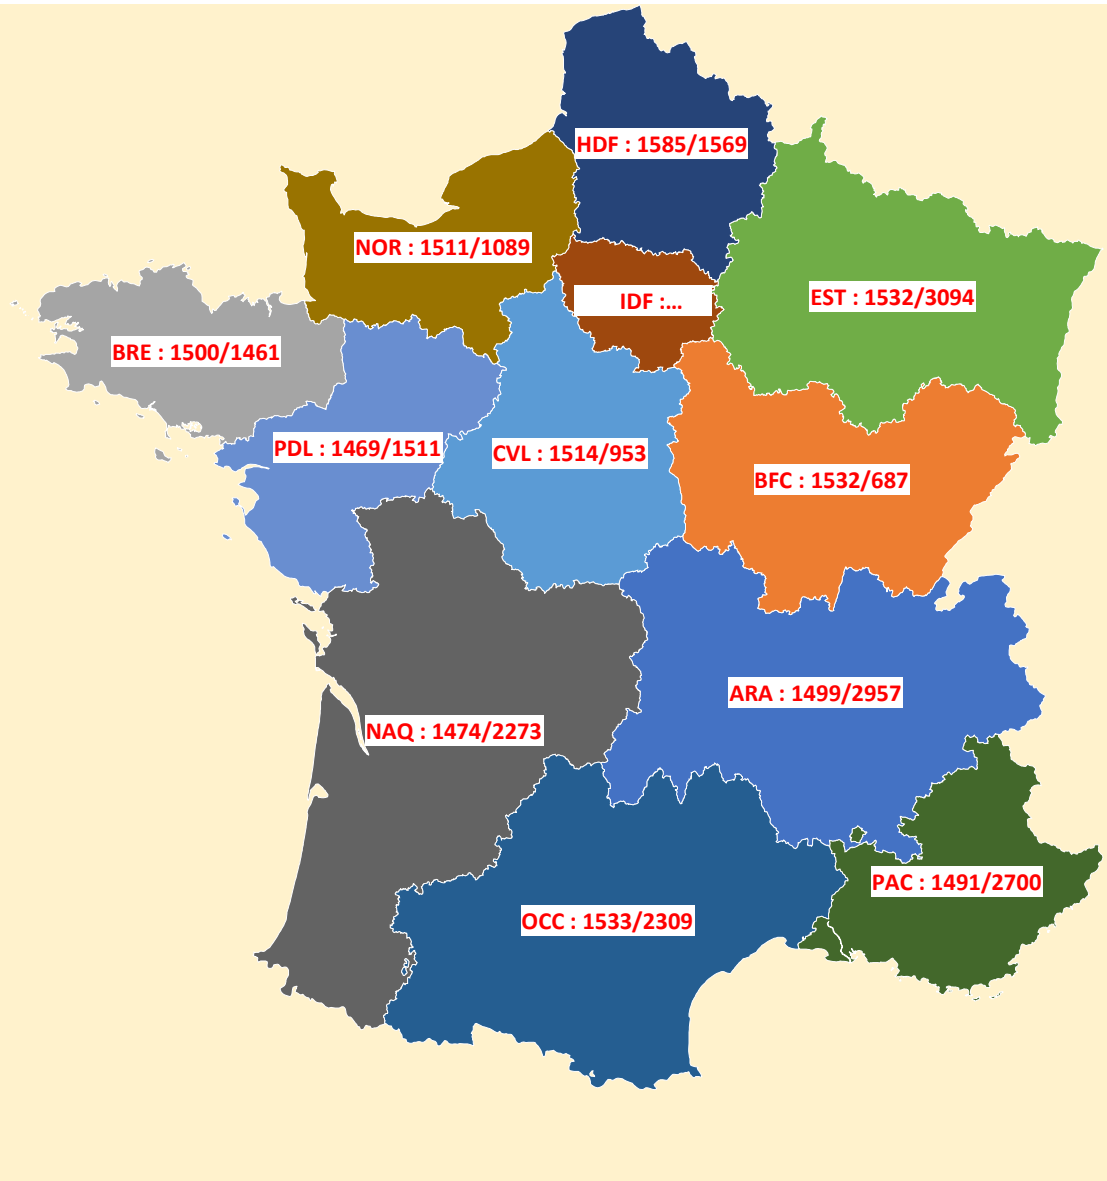 HDF : 1585/1569
NOR : 1511/1089
IDF :...
EST : 1532/3094
BRE : 1500/1461
PDL : 1469/1511
CVL : 1514/953
BFC : 1532/687
ARA : 1499/2957
NAQ : 1474/2273
PAC : 1491/2700
OCC : 1533/2309